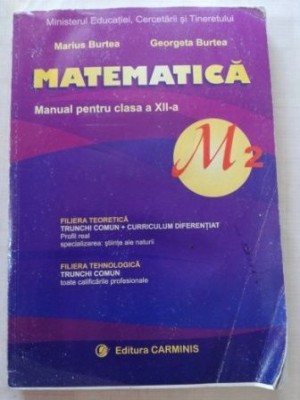 Ministerul Educației, Cercetării și Tineretului
Marius Burtea Georgeta Burtea
MATEMATICĂ
Manual pentru clasa a XII-a
M2
FILIERA TEORETICĂ
TRUNCHI COMUN + CURRICULUM DIFERENȚIAT
Profil real
specializarea: științe ale naturii
FILIERA TEHNOLOGICĂ
TRUNCHI COMUN
toate calificările profesionale
Editura CARMINIS